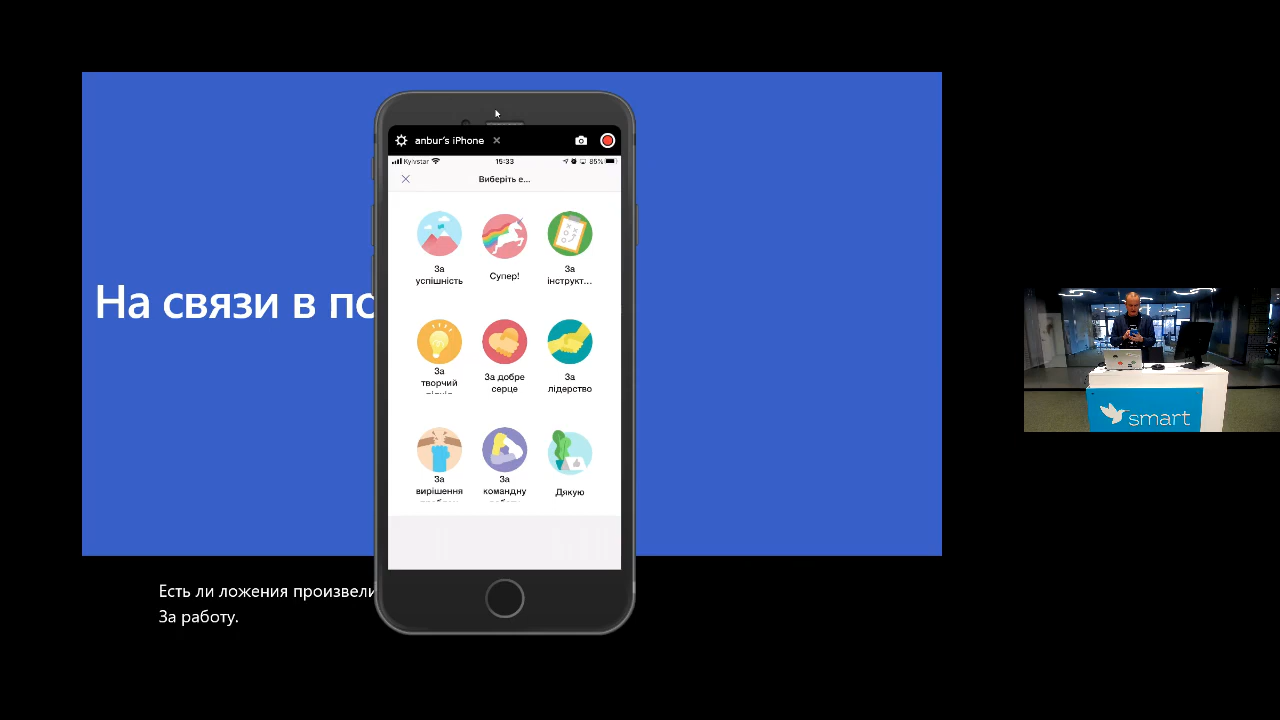 anbur's iPhone
Kyivstar
15:33
85%
Виберіть е...
На связи в по
За
успішність
Супер!
За
інструкт...
За
творчий
За добре
серце
За
лідерство
За
вирішення
За
командну
Дякую
Есть ли ложения произвели
За работу.
smart